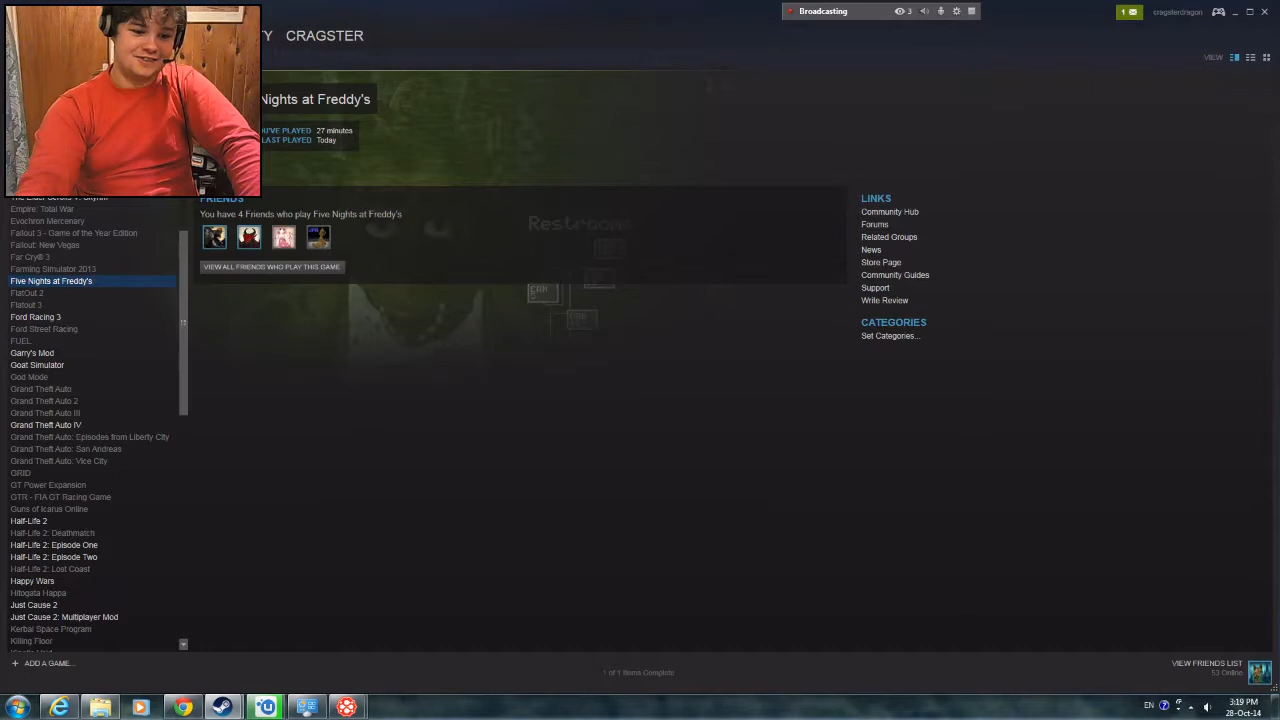 Broadcasting
3
1
cragsterdragon
TY CRAGSTER
VIEW
Nights at Freddy's
OU'VE PLAYED 27 minutes
LAST PLAYED Today
FRIENDS
You have 4 Friends who play Five Nights at Freddy's
VIEW ALL FRIENDS WHO PLAY THIS GAME
Restrooms
LINKS
Community Hub
Forums
Related Groups
News
Store Page
Community Guides
Support
Write Review
CATEGORIES
Set Categories...
Empire: Total War
Evochron Mercenary
Fallout 3 - Game of the Year Edition
Fallout: New Vegas
Far Cry® 3
Farming Simulator 2013
Five Nights at Freddy's
FlatOut 2
Flatout 3
Ford Racing 3
Ford Street Racing
FUEL
Garry's Mod
Goat Simulator
God Mode
Grand Theft Auto
Grand Theft Auto 2
Grand Theft Auto III
Grand Theft Auto IV
Grand Theft Auto: Episodes from Liberty City
Grand Theft Auto: San Andreas
Grand Theft Auto: Vice City
GRID
GT Power Expansion
GTR - FIA GT Racing Game
Guns of Icarus Online
Half-Life 2
Half-Life 2: Deathmatch
Half-Life 2: Episode One
Half-Life 2: Episode Two
Half-Life 2: Lost Coast
Happy Wars
Hitogata Happa
Just Cause 2
Just Cause 2: Multiplayer Mod
Kerbal Space Program
Killing Floor
+ ADD A GAME...
1 of 1 Items Complete
VIEW FRIENDS LIST
53 Online
EN
3:19 PM
28-Oct-14